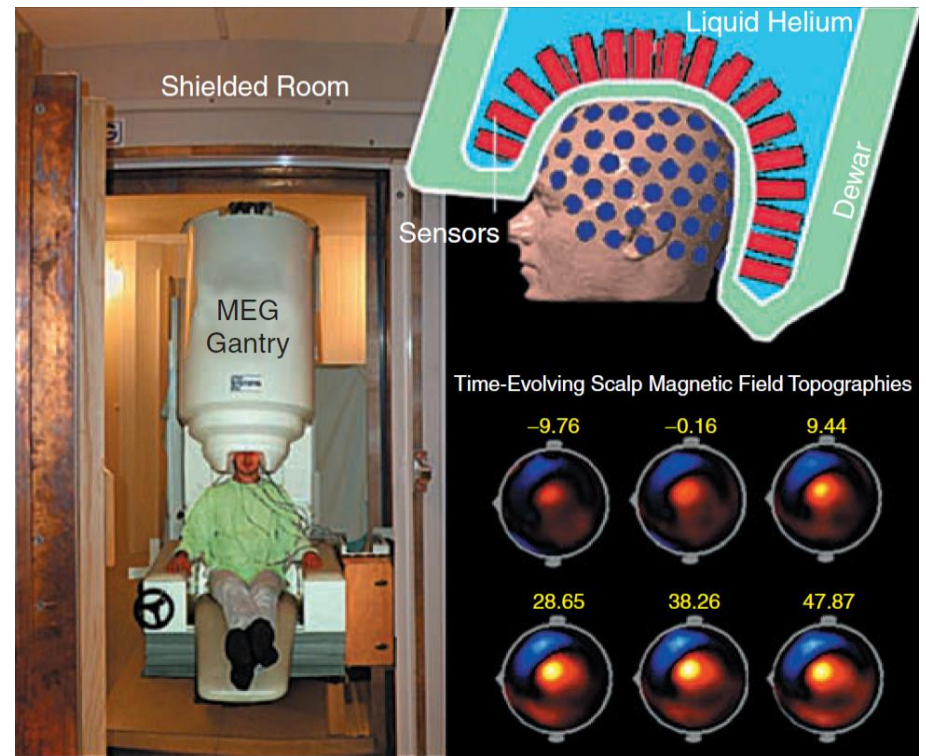 Shielded Room
MEG
Gantry
Liquid Helium
Sensors
Dewar
Time-Evolving Scalp Magnetic Field Topographies
−9.76
−0.16
9.44
28.65
38.26
47.87